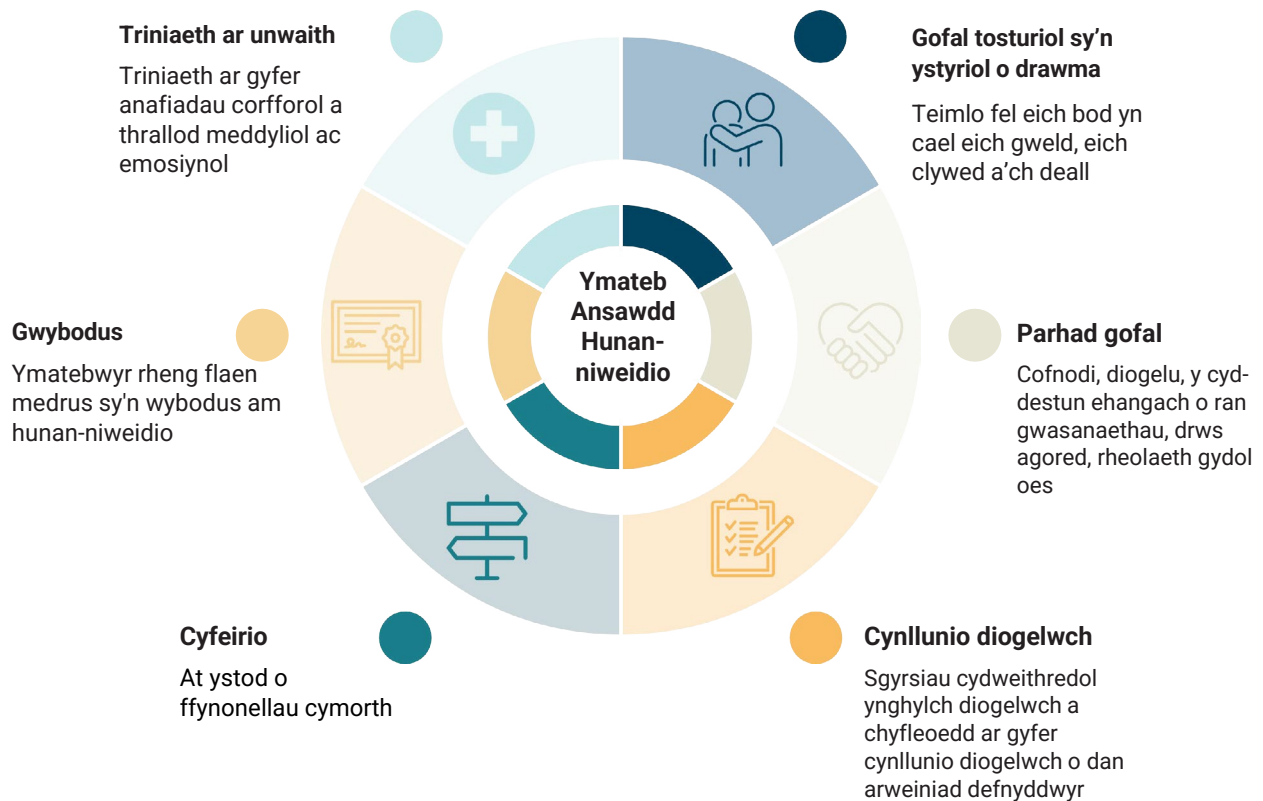 Triniaeth ar unwaith
Triniaeth ar gyfer
anafiadau corfforol a
thrallod meddyliol ac
emosiynol
Gofal tosturiol sy’n
ystyriol o drawma
Teimlo fel eich bod yn
cael eich gweld, eich
clywed a’ch deall
Ymateb
Ansawdd
Hunan-
niweidio
Gwybodus
Ymatebwyr rheng flaen
medrus sy'n wybodus am
hunan-niweidio
Parhad gofal
Cofnodi, diogelu, y cyd-
destun ehangach o ran
gwasanaethau, drws
agored, rheolaeth gydol
oes
Cyfeirio
At ystod o
ffynonellau cymorth
Cynllunio diogelwch
Sgyrsiau cydweithredol
ynghylch diogelwch a
chyfleoedd ar gyfer
cynllunio diogelwch o dan
arweiniad defnyddwyr